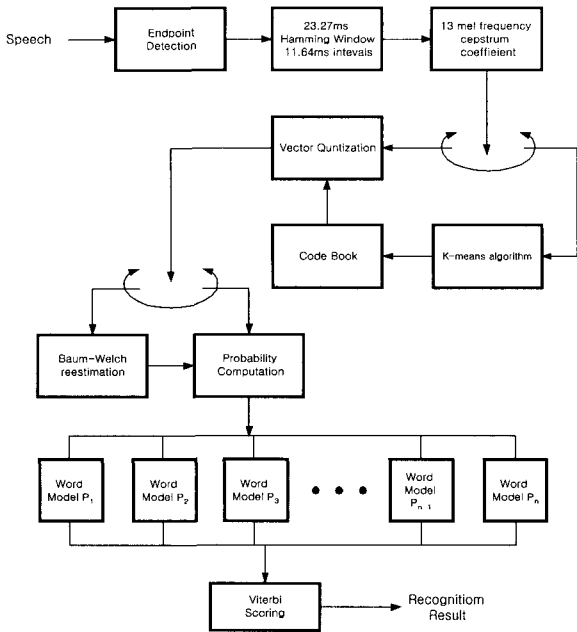 Speech
Endpoint
Detection
23.27ms
Hamming Window
11.64ms intevals
13 mel frequency
cepstrum
coeffieient
Vector Quntization
Code Book
K-means algorithm
Baum-Welch
reestimation
Probability
Computation
Word
Model P1
Word
Model P2
Word
Model P3
• • •
Word
Model
Pn-1
Word
Model Pn
Viterbi
Scoring
Recognitiom
Result